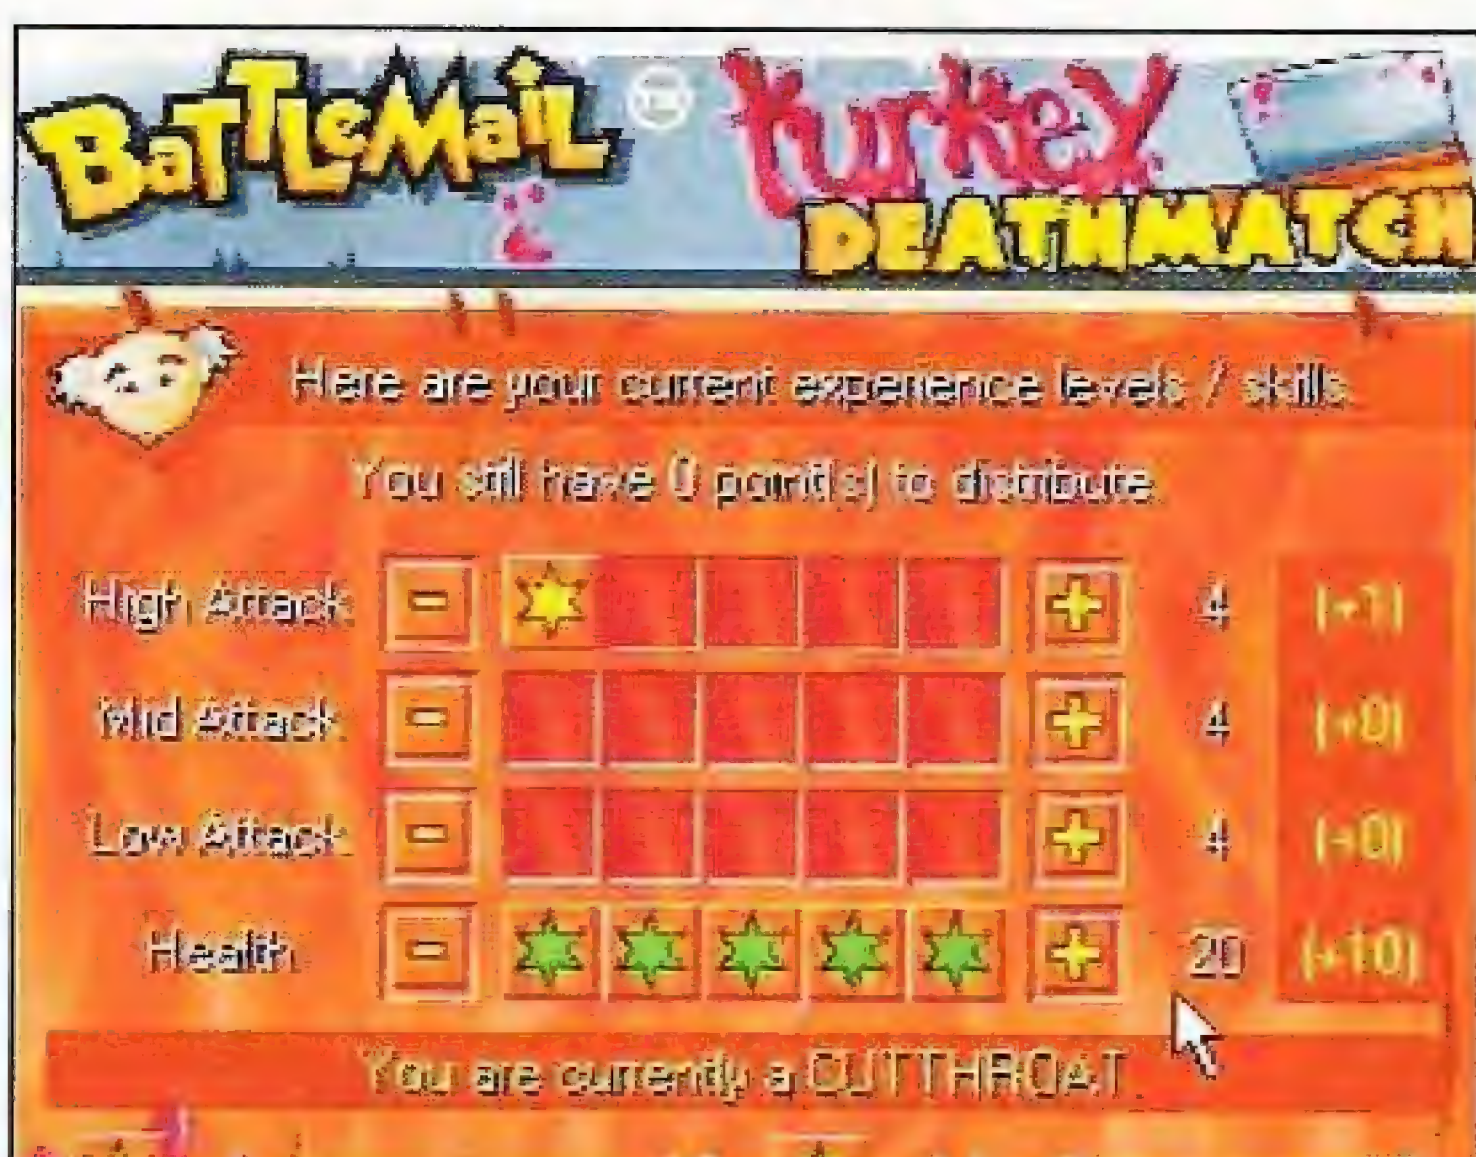 BATTLEMAIL
turkey
DEATHMATCH
Here are your current experience levels / skills
You still have 0 point(s) to distribute
High Attack - + 4 (+1)
Mid Attack - + 4 (+0)
Low Attack - + 4 (+0)
Health - + 20 (+10)
You are currently a CUTTHROAT.